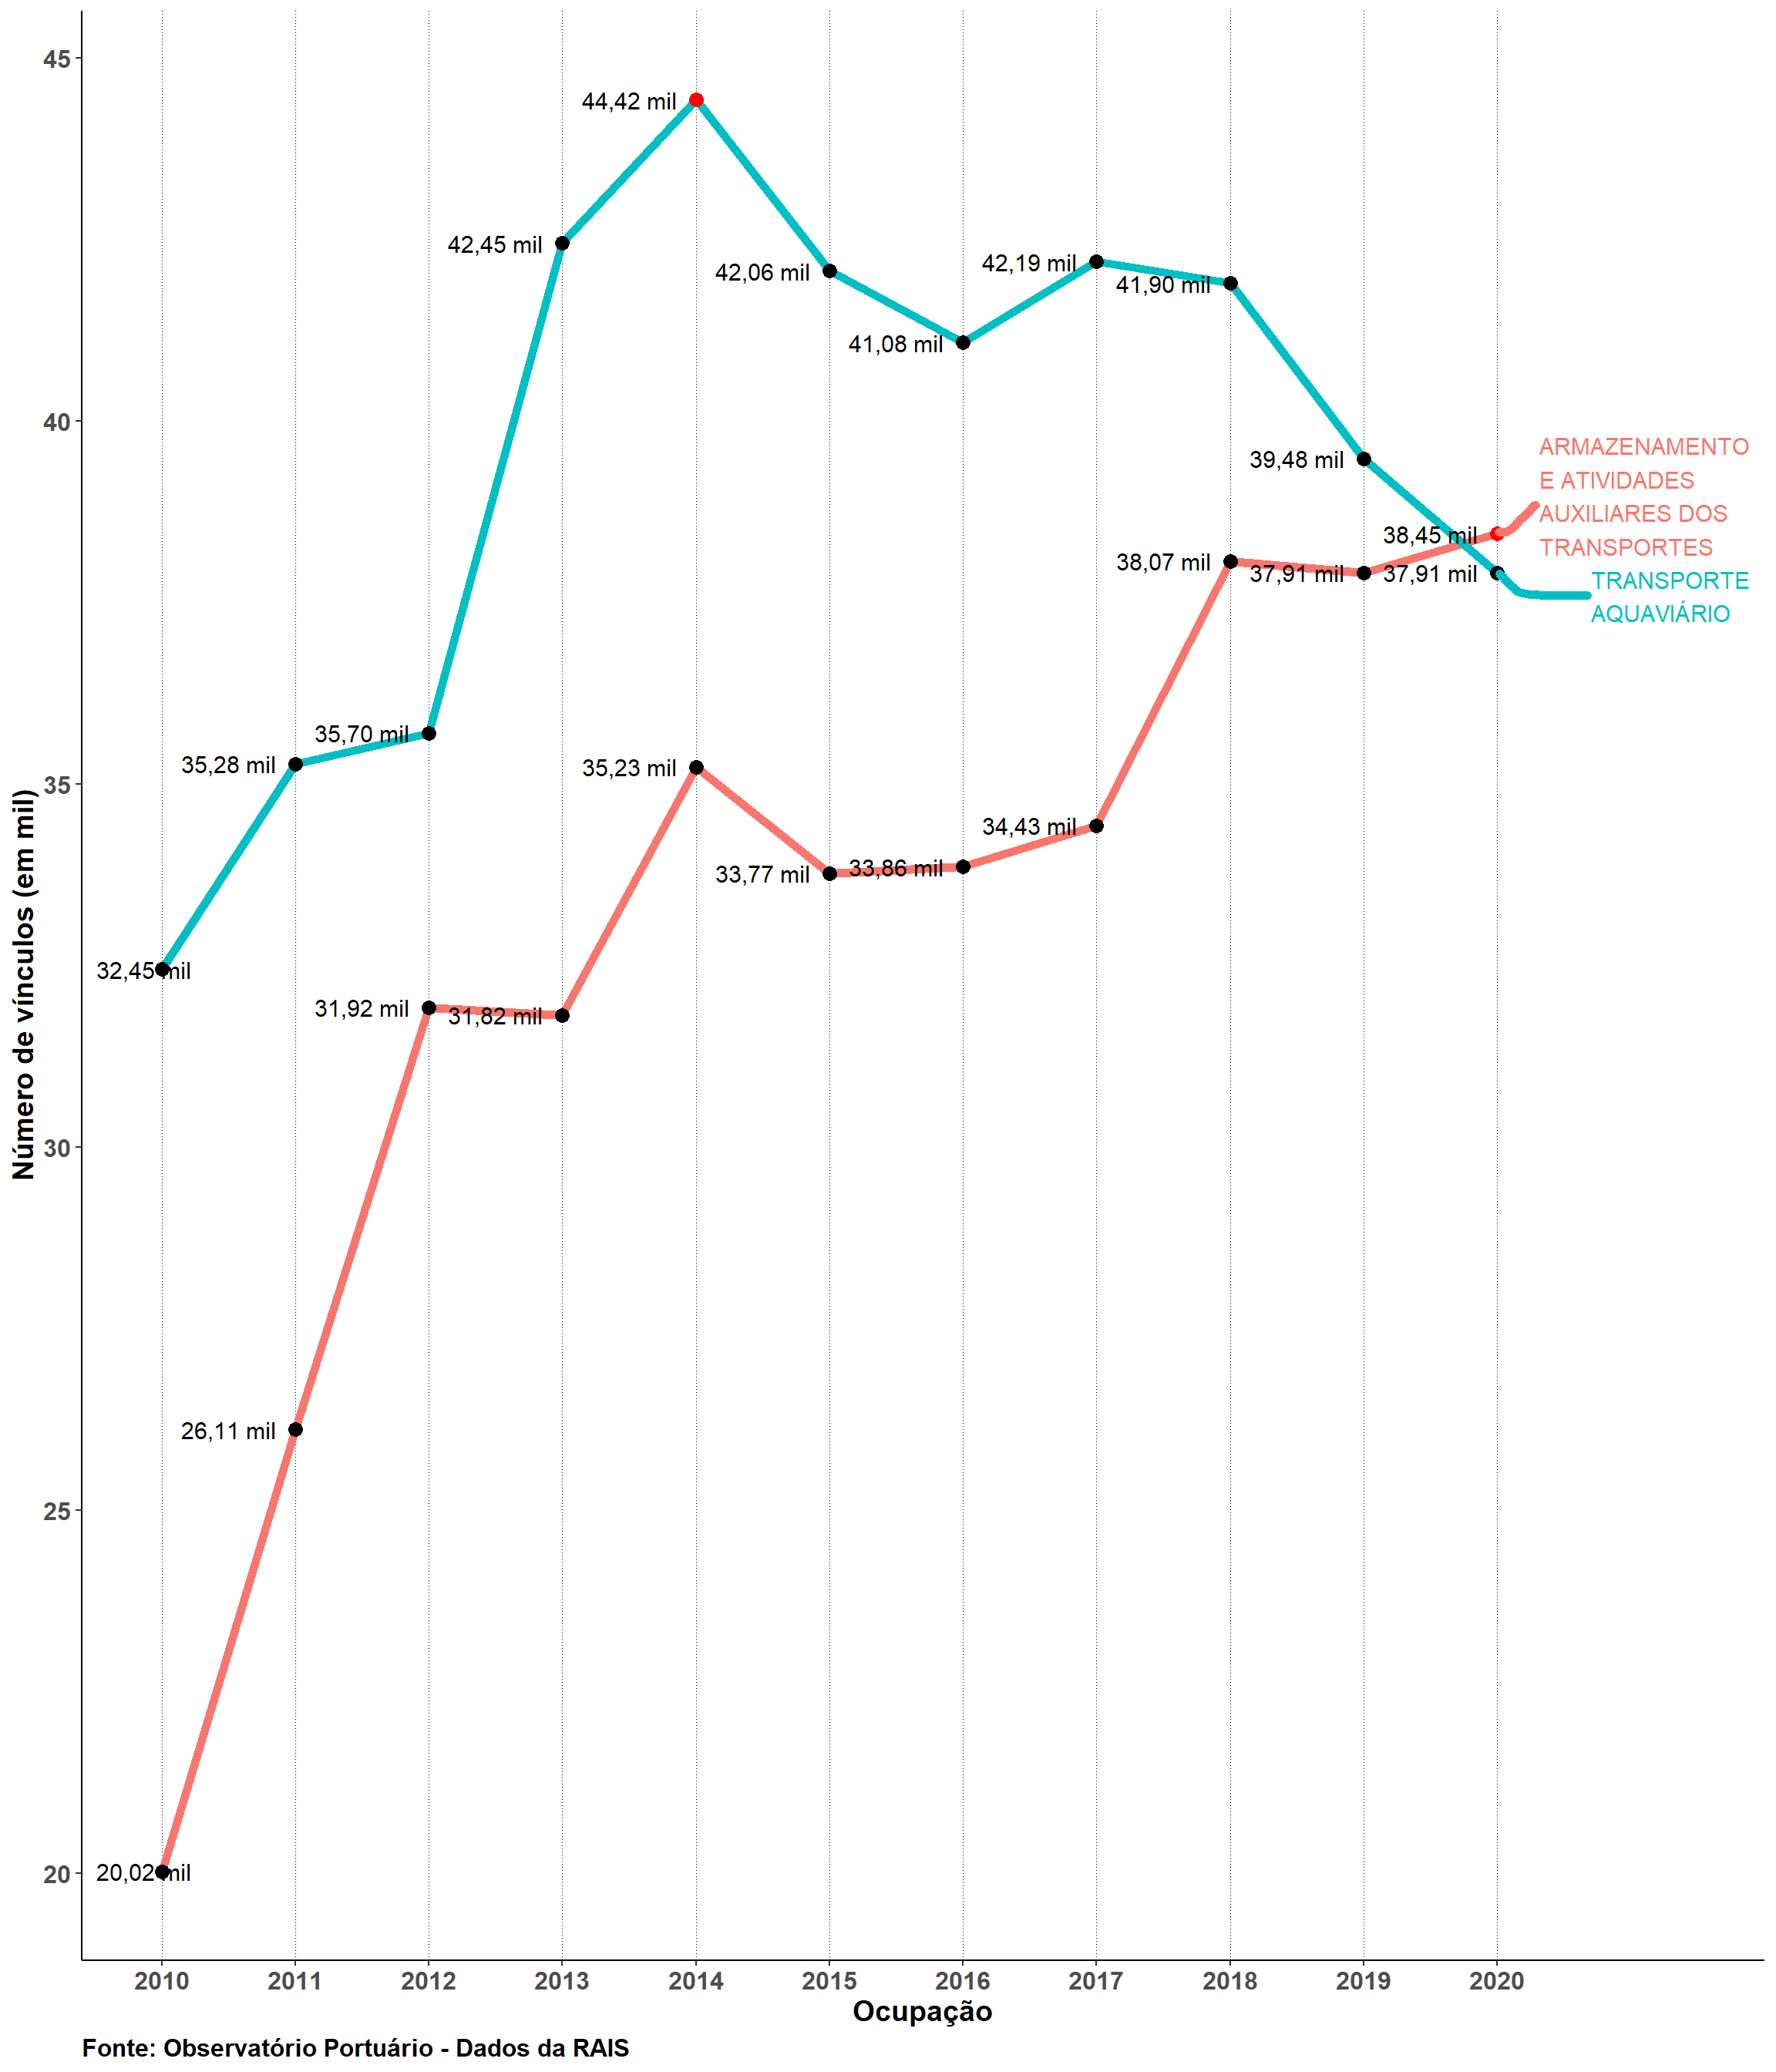 45
44,42 mil
42,45 mil
42,06 mil
42,19 mil
41,90 mil
41,08 mil
40
39,48 mil
ARMAZENAMENTO
E ATIVIDADES
AUXILIARES DOS
TRANSPORTES
38,45 mil
38,07 mil
37,91 mil
37,91 mil
TRANSPORTE
AQUAVIÁRIO
35,70 mil
35,28 mil
35,23 mil
35
34,43 mil
33,77 mil
33,86 mil
32,45 mil
31,92 mil
31,82 mil
Número de vínculos (em mil)
30
26,11 mil
25
20,02 mil
20
2010 2011 2012 2013 2014 2015 2016 2017 2018 2019 2020
Ocupação
Fonte: Observatório Portuário - Dados da RAIS